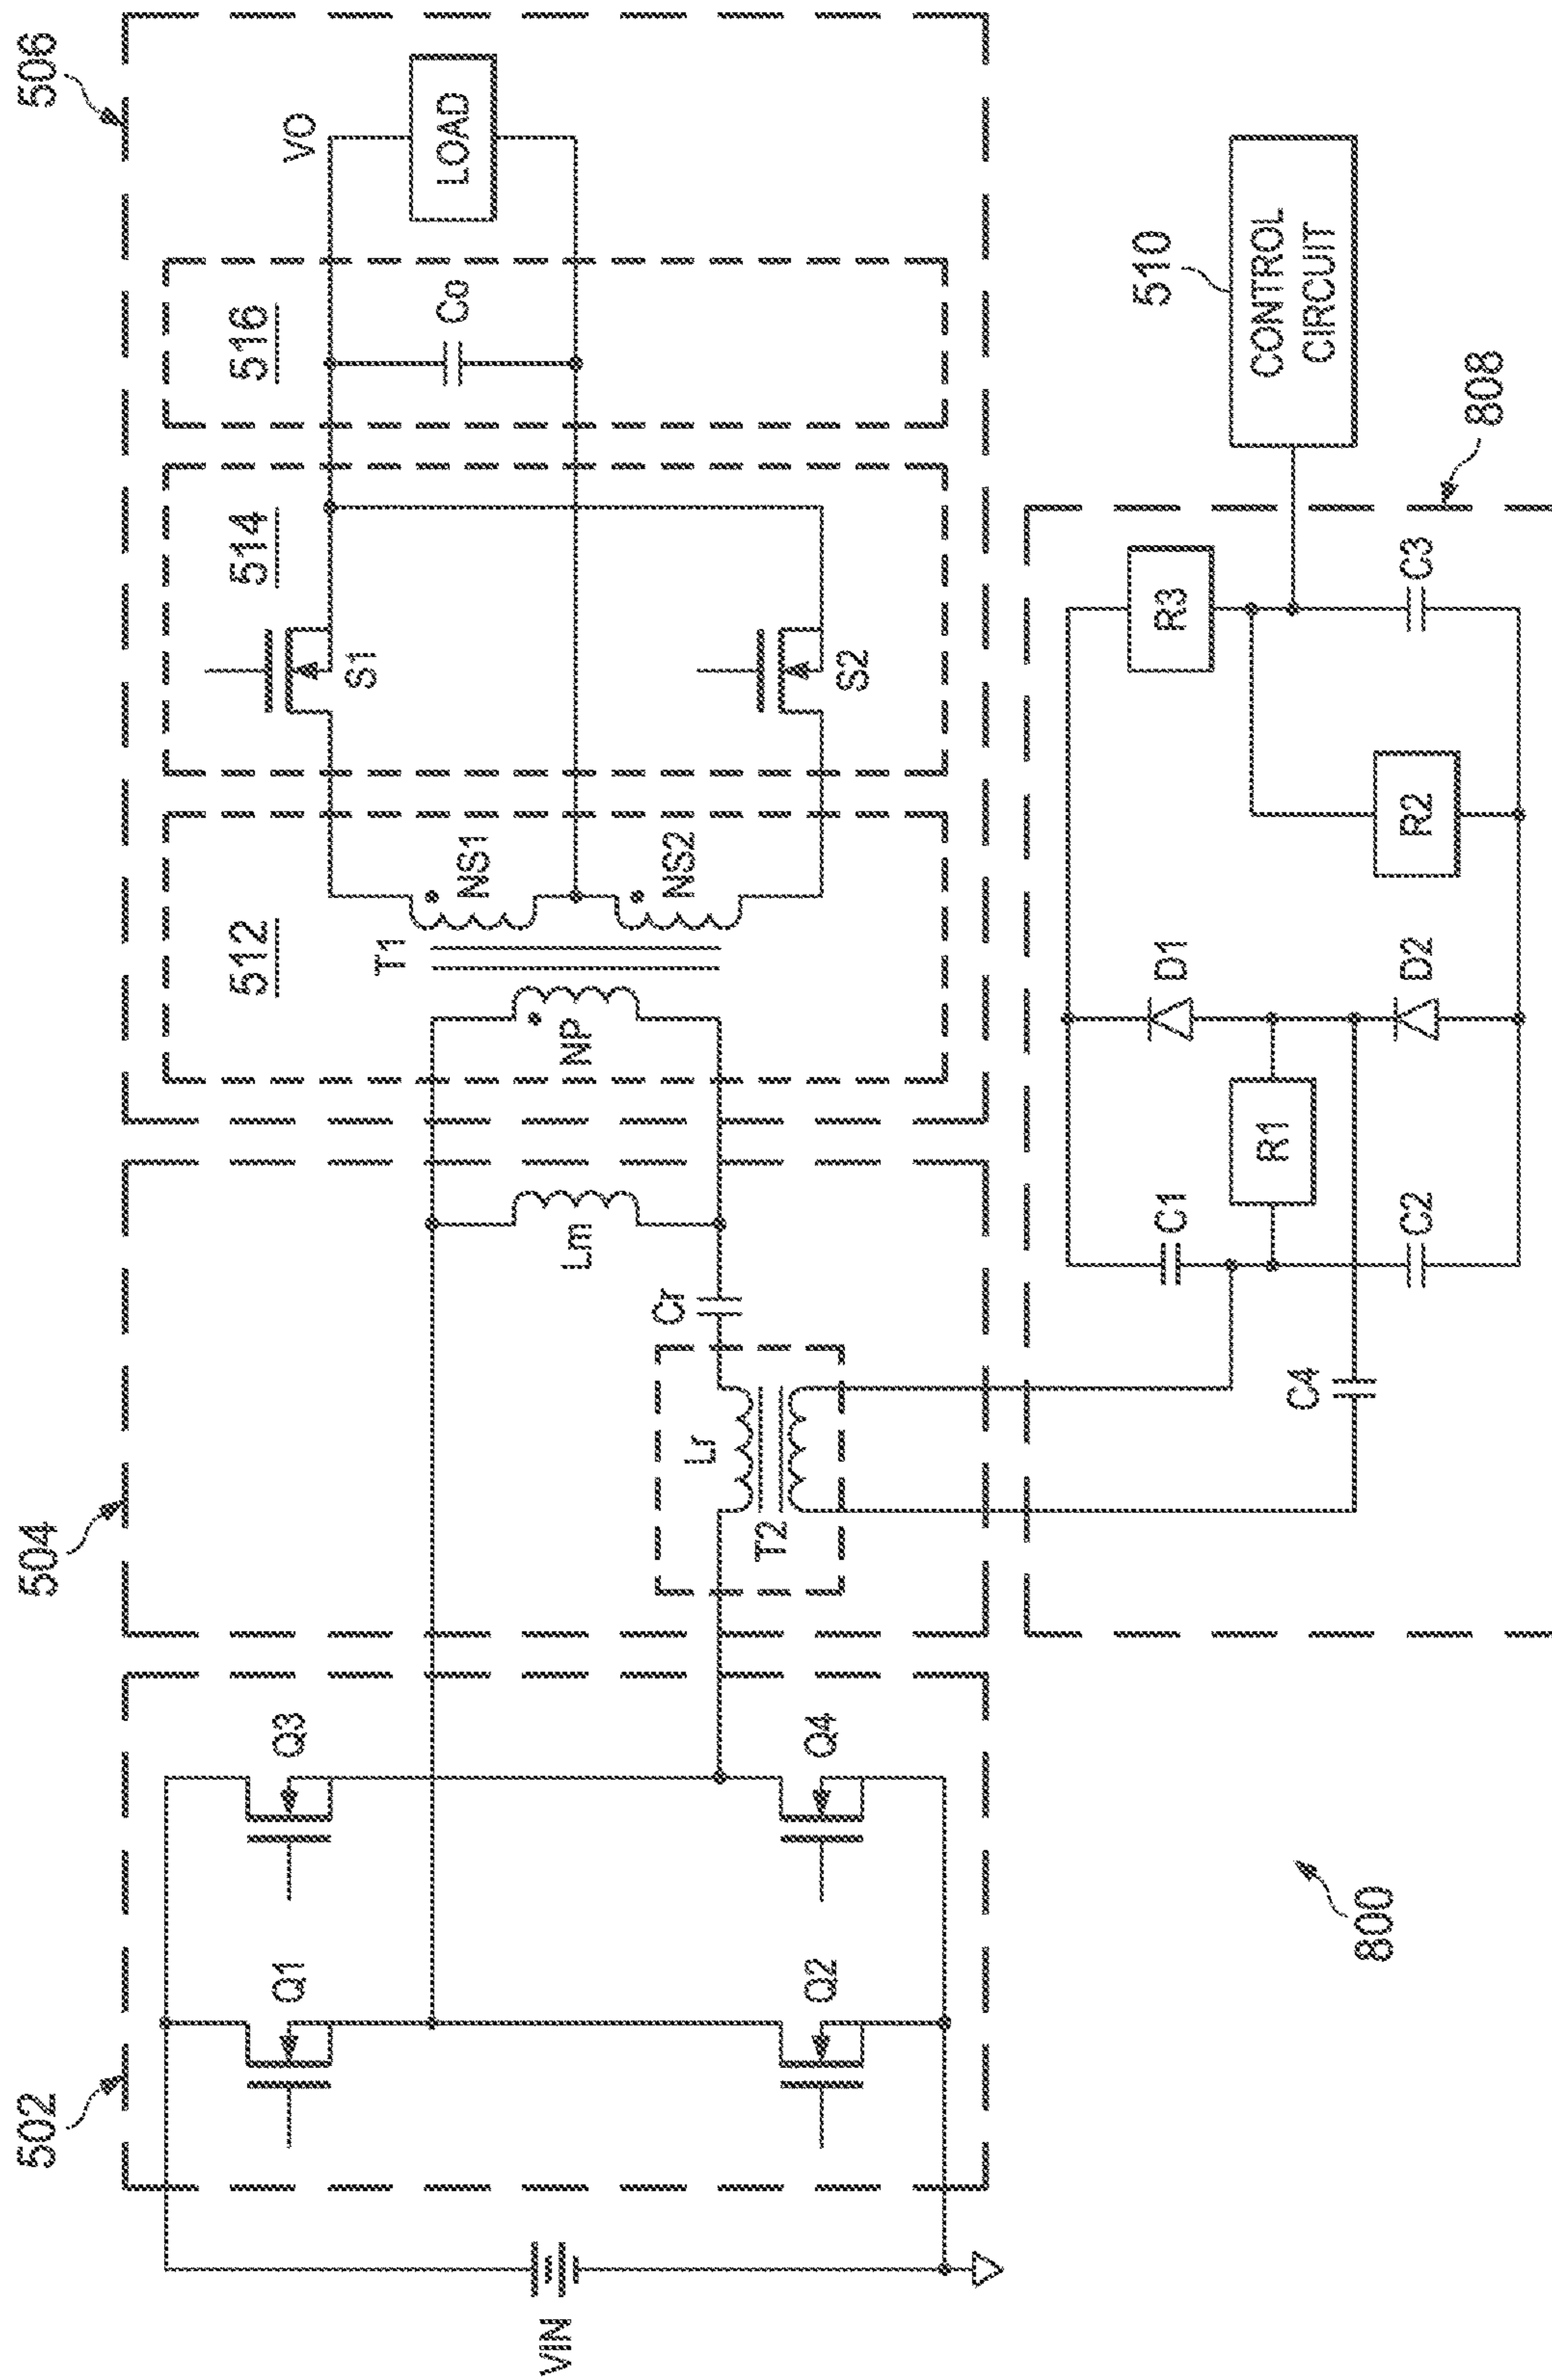 502
504
506
VIN
Q1
Q3
Q2
Q4
Lm
Cr
Lr
T2
512
T1
NP
NS1
NS2
514
S1
S2
516
Co
VO
LOAD
C1
C2
C4
R1
D1
D2
R2
R3
C3
510
CONTROL
CIRCUIT
808
800